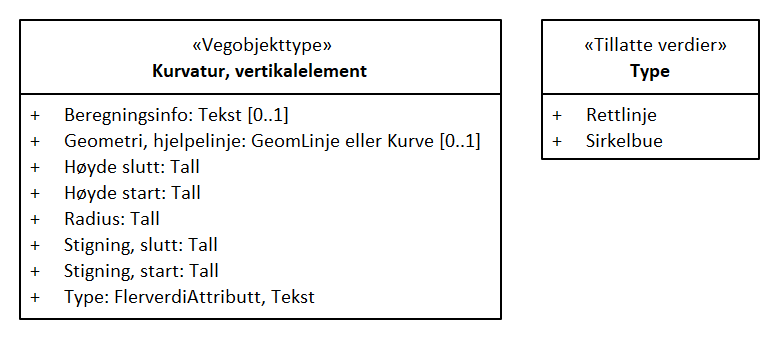 «Vegobjekttype»
Kurvatur, vertikalelement
+ Beregningsinfo: Tekst [0..1]
+ Geometri, hjelpelinje: GeomLinje eller Kurve [0..1]
+ Høyde slutt: Tall
+ Høyde start: Tall
+ Radius: Tall
+ Stigning, slutt: Tall
+ Stigning, start: Tall
+ Type: FlerverdiAttributt, Tekst
«Tillatte verdier»
Type
+ Rettlinje
+ Sirkelbue